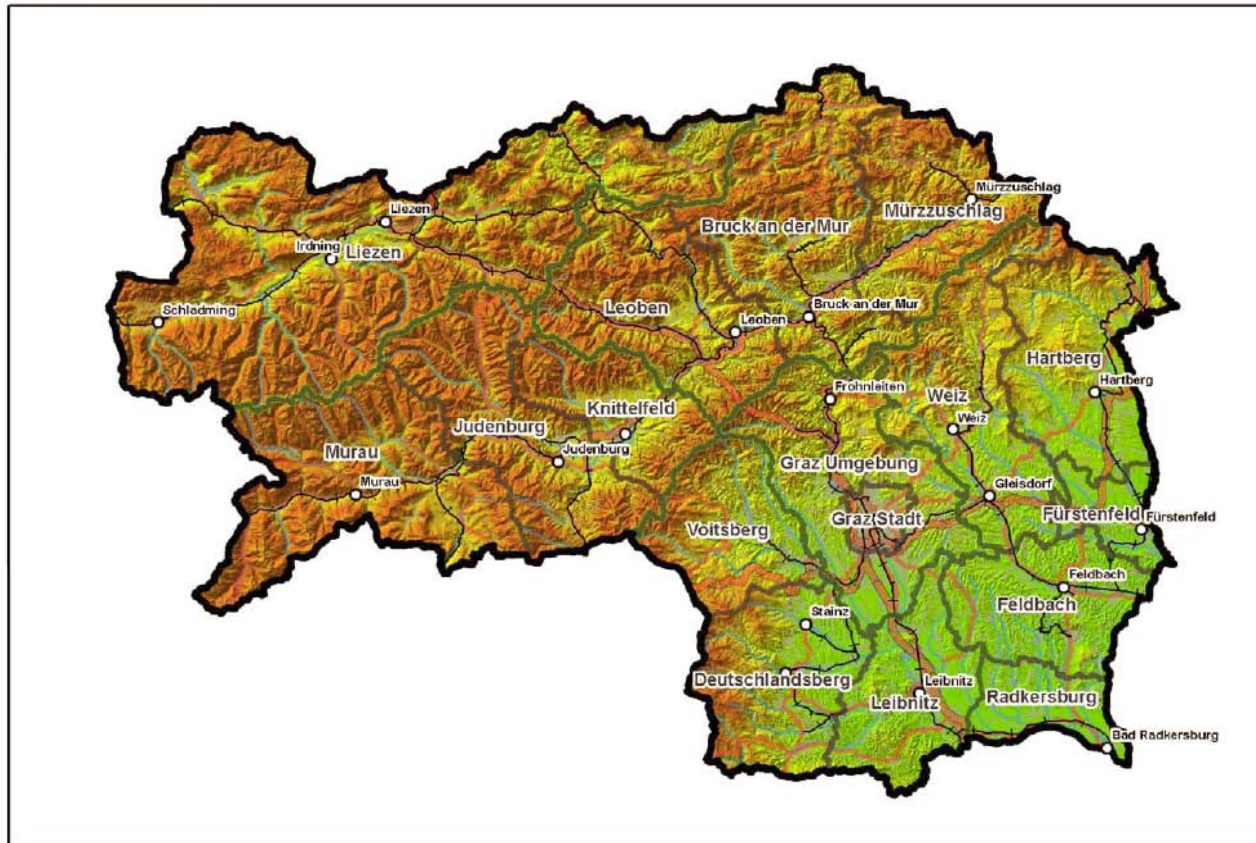 Mürzzuschlag
Mürzzuschlag
Liezen
Bruck an der Mur
Irdning
Liezen
Leoben
Bruck an der Mur
Schladming
Leoben
Hartberg
Hartberg
Frohnleiten
Weiz
Knittelfeld
Weiz
Judenburg
Murau
Judenburg
Graz Umgebung
Murau
Gleisdorf
Graz Stadt
Fürstenfeld
Fürstenfeld
Voitsberg
Feldbach
Feldbach
Stainz
Deutschlandsberg
Leibnitz
Radkersburg
Leibnitz
Bad Radkersburg